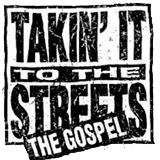 TAKIN' IT
TO THE
STREETS
THE GOSPEL